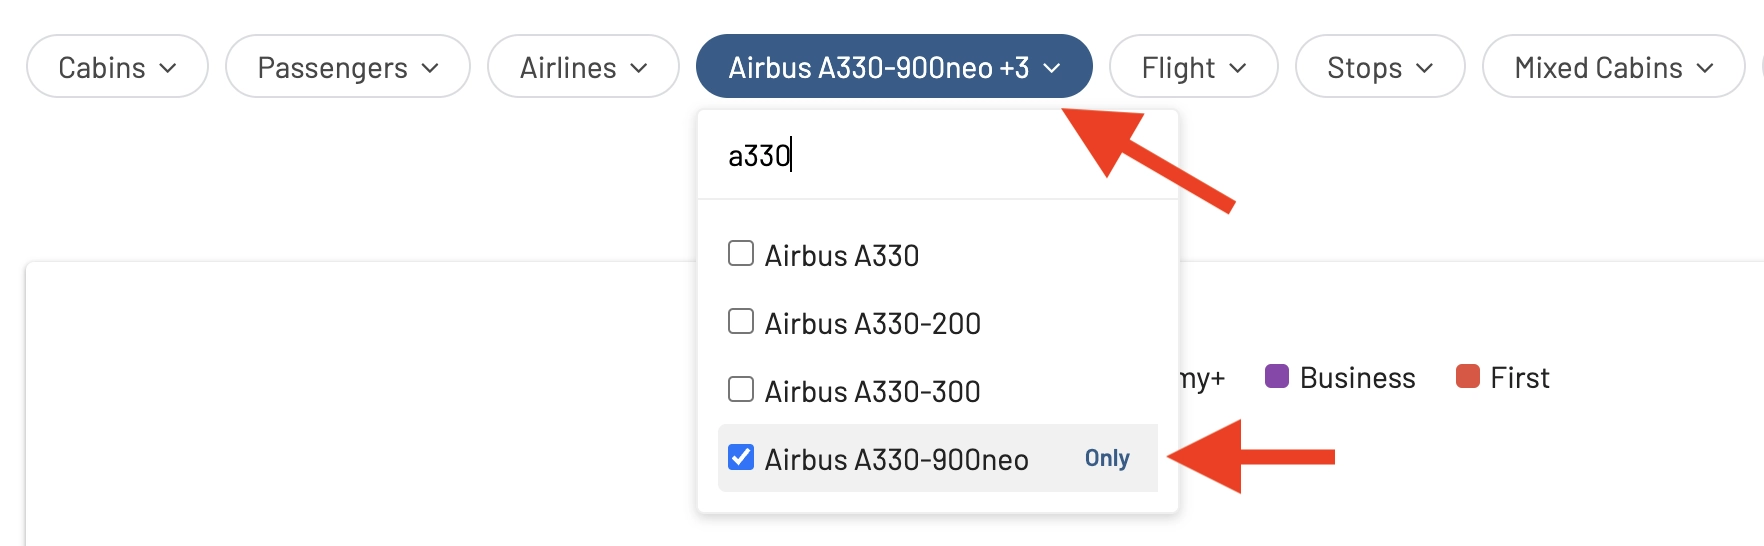 Cabins Passengers Airlines Airbus A330-900neo +3 Flight Stops Mixed Cabins
a330
Airbus A330
Airbus A330-200
my+ Business First
Airbus A330-300
Airbus A330-900neo Only